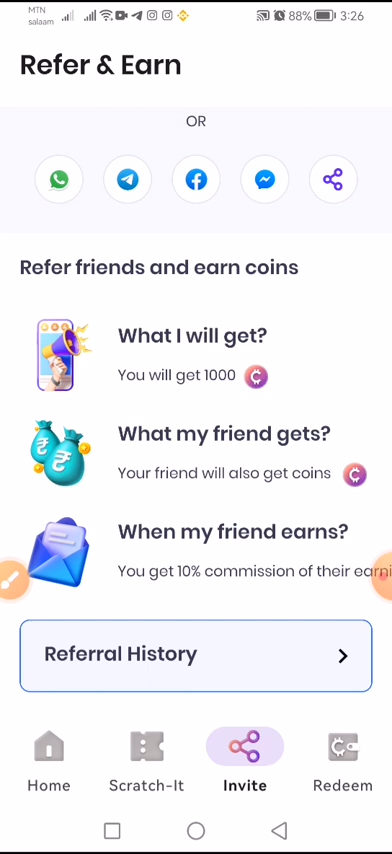 MTN
salaam
88%
3:26
Refer & Earn
OR
Refer friends and earn coins
What I will get?
You will get 1000
What my friend gets?
Your friend will also get coins
When my friend earns?
You get 10% commission of their earni
Referral History
Home Scratch-It Invite Redeem